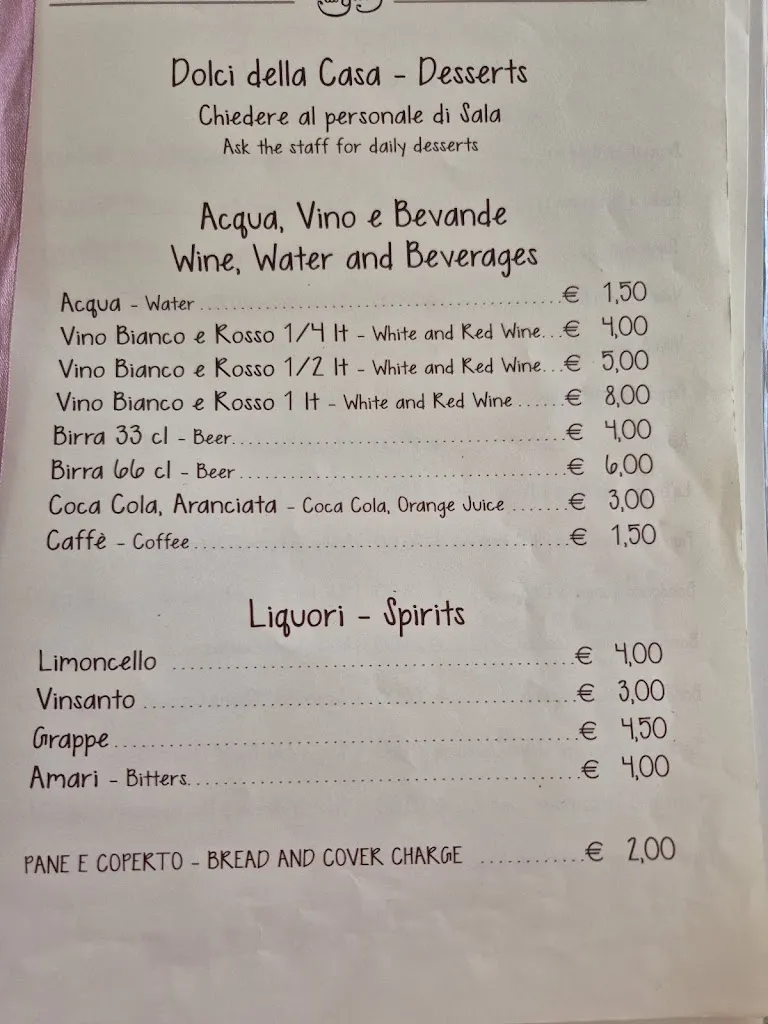 Dolci della Casa - Desserts
Chiedere al personale di Sala
Ask the staff for daily desserts
Acqua, Vino e Bevande
Wine, Water and Beverages
Acqua - Water ........................................................ € 1,50
Vino Bianco e Rosso 1/4 lt - White and Red Wine...€ 4,00
Vino Bianco e Rosso 1/2 lt - White and Red Wine...€ 5,00
Vino Bianco e Rosso 1 lt - White and Red Wine ...... € 8,00
Birra 33 cl - Beer.................................................... € 4,00
Birra 66 cl - Beer................................................... € 6,00
Coca Cola, Aranciata - Coca Cola, Orange Juice ....... € 3,00
Caffè - Coffee......................................................... € 1,50
Liquori - Spirits
Limoncello ............................................................ € 4,00
Vinsanto ................................................................ € 3,00
Grappe.................................................................... € 4,50
Amari - Bitters........................................................ € 4,00
PANE E COPERTO - BREAD AND COVER CHARGE ...........€ 2,00